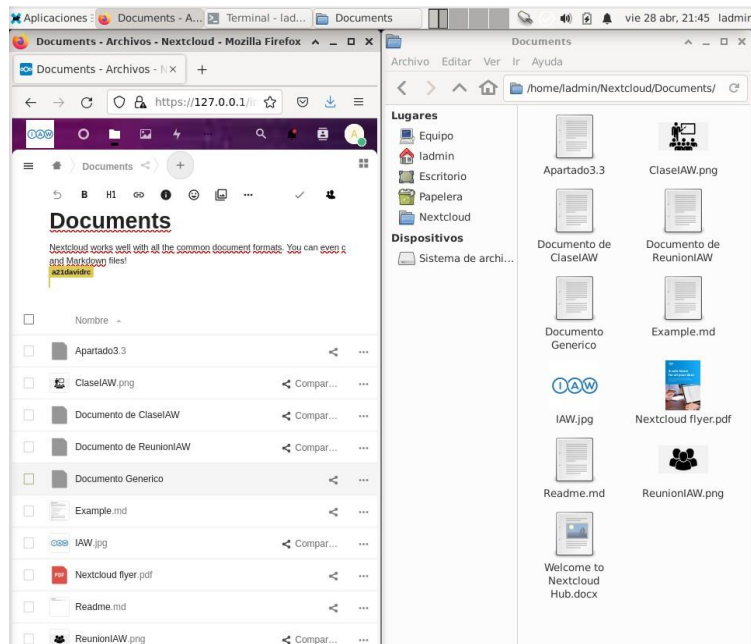 Aplicaciones
Documents - A...
Terminal - lad...
Documents
vie 28 abr, 21:45 ladmin
Documents - Archivos - Nextcloud - Mozilla Firefox
Documents - Archivos - N
https://127.0.0.1/i
IAW
A
Documents
B H1
Documents
Nextcloud works well with all the common document formats. You can even c
and Markdown files!
a21davidrc
Nombre
Apartado3.3
ClaseIAW.png Compar...
Documento de ClaseIAW Compar...
Documento de ReunionIAW Compar...
Documento Generico
Example.md
IAW.jpg Compar...
PDF Nextcloud flyer.pdf
Readme.md
ReunionIAW.png Compar...
Documents
Archivo Editar Ver Ir Ayuda
/home/ladmin/Nextcloud/Documents/
Lugares
Equipo
ladmin
Escritorio
Papelera
Nextcloud
Dispositivos
Sistema de archi...
Apartado3.3
ClaseIAW.png
Documento de
ClaseIAW
Documento de
ReunionIAW
Documento
Generico
Example.md
IAW
IAW.jpg
Nextcloud flyer.pdf
Readme.md
ReunionIAW.png
Welcome to
Nextcloud
Hub.docx